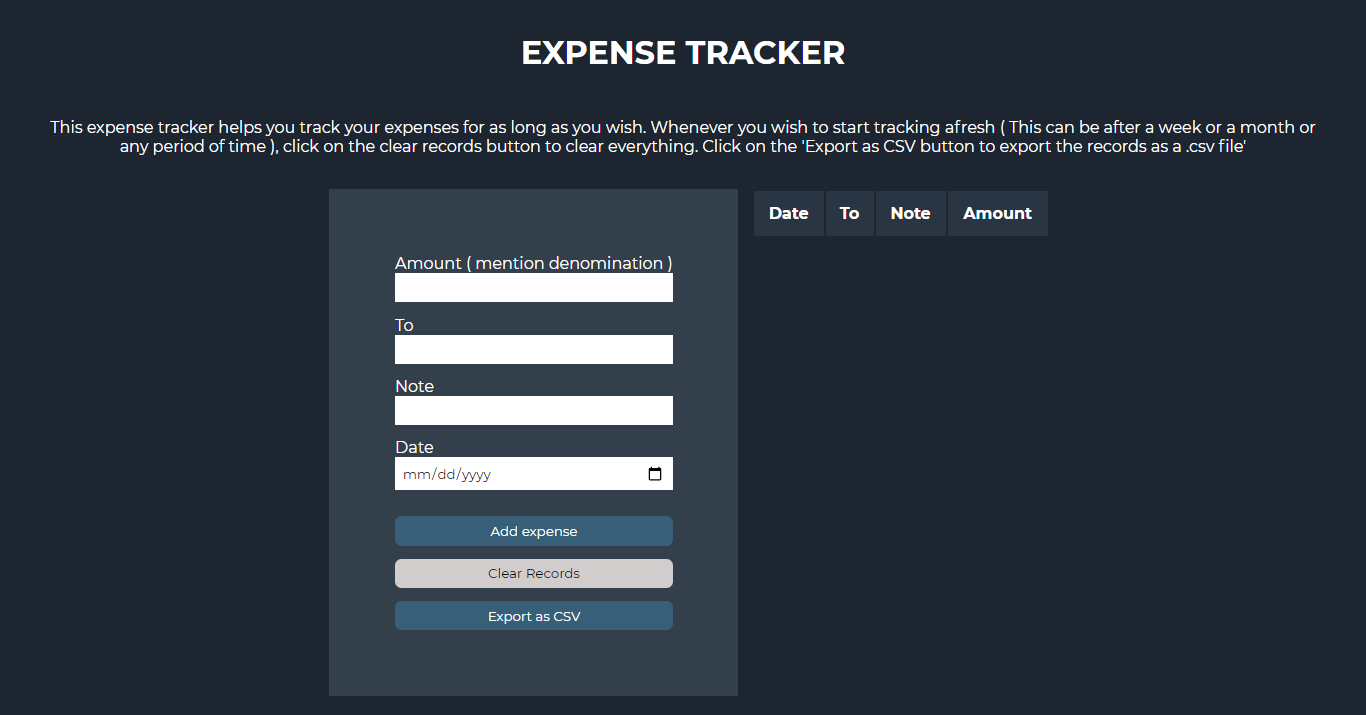 EXPENSE TRACKER
This expense tracker helps you track your expenses for as long as you wish. Whenever you wish to start tracking afresh ( This can be after a week or a month or
any period of time ), click on the clear records button to clear everything. Click on the 'Export as CSV button to export the records as a .csv file'
Amount ( mention denomination )
To
Note
Date
mm/dd/yyyy
Add expense
Clear Records
Export as CSV
Date To Note Amount